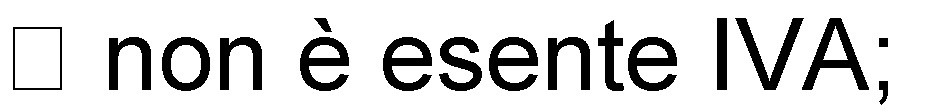 ☐ non è esente IVA;